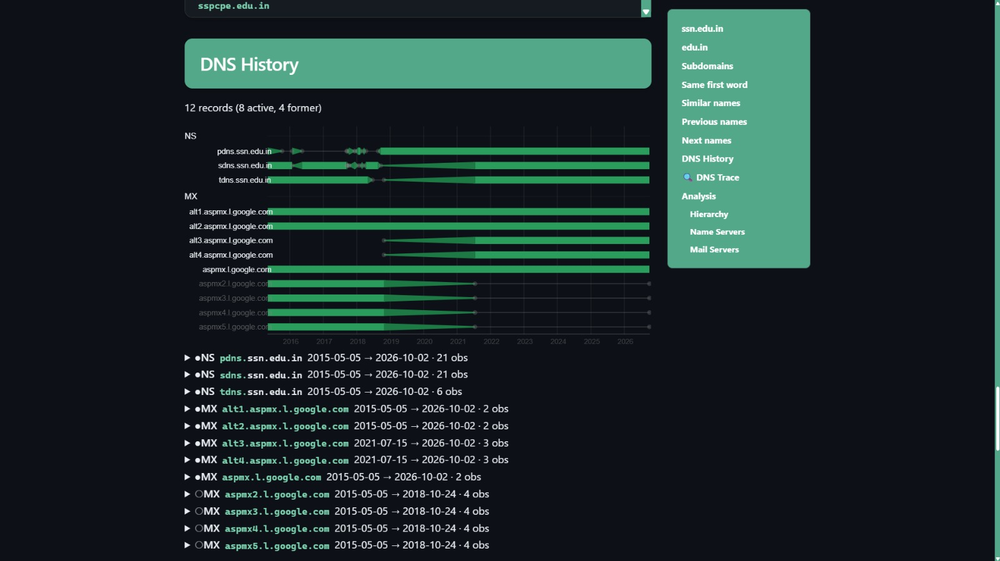 sspcpe.edu.in
DNS History
12 records (8 active, 4 former)
NS
pdns.ssn.edu.in
sdns.ssn.edu.in
tdns.ssn.edu.in
MX
alt1.aspmx.l.google.com
alt2.aspmx.l.google.com
alt3.aspmx.l.google.com
alt4.aspmx.l.google.com
aspmx.l.google.com
aspmx2.l.google.com
aspmx3.l.google.com
aspmx4.l.google.com
aspmx5.l.google.com
2016 2017 2018 2019 2020 2021 2022 2023 2024 2025 2026
▶ ●NS pdns.ssn.edu.in 2015-05-05 → 2026-10-02 · 21 obs
▶ ●NS sdns.ssn.edu.in 2015-05-05 → 2026-10-02 · 21 obs
▶ ●NS tdns.ssn.edu.in 2015-05-05 → 2026-10-02 · 6 obs
▶ ●MX alt1.aspmx.l.google.com 2015-05-05 → 2026-10-02 · 2 obs
▶ ●MX alt2.aspmx.l.google.com 2015-05-05 → 2026-10-02 · 2 obs
▶ ●MX alt3.aspmx.l.google.com 2021-07-15 → 2026-10-02 · 3 obs
▶ ●MX alt4.aspmx.l.google.com 2021-07-15 → 2026-10-02 · 3 obs
▶ ●MX aspmx.l.google.com 2015-05-05 → 2026-10-02 · 2 obs
▶ ○MX aspmx2.l.google.com 2015-05-05 → 2018-10-24 · 4 obs
▶ ○MX aspmx3.l.google.com 2015-05-05 → 2018-10-24 · 4 obs
▶ ○MX aspmx4.l.google.com 2015-05-05 → 2018-10-24 · 4 obs
▶ ○MX aspmx5.l.google.com 2015-05-05 → 2018-10-24 · 4 obs
ssn.edu.in
edu.in
Subdomains
Same first word
Similar names
Previous names
Next names
DNS History
🔍 DNS Trace
Analysis
Hierarchy
Name Servers
Mail Servers